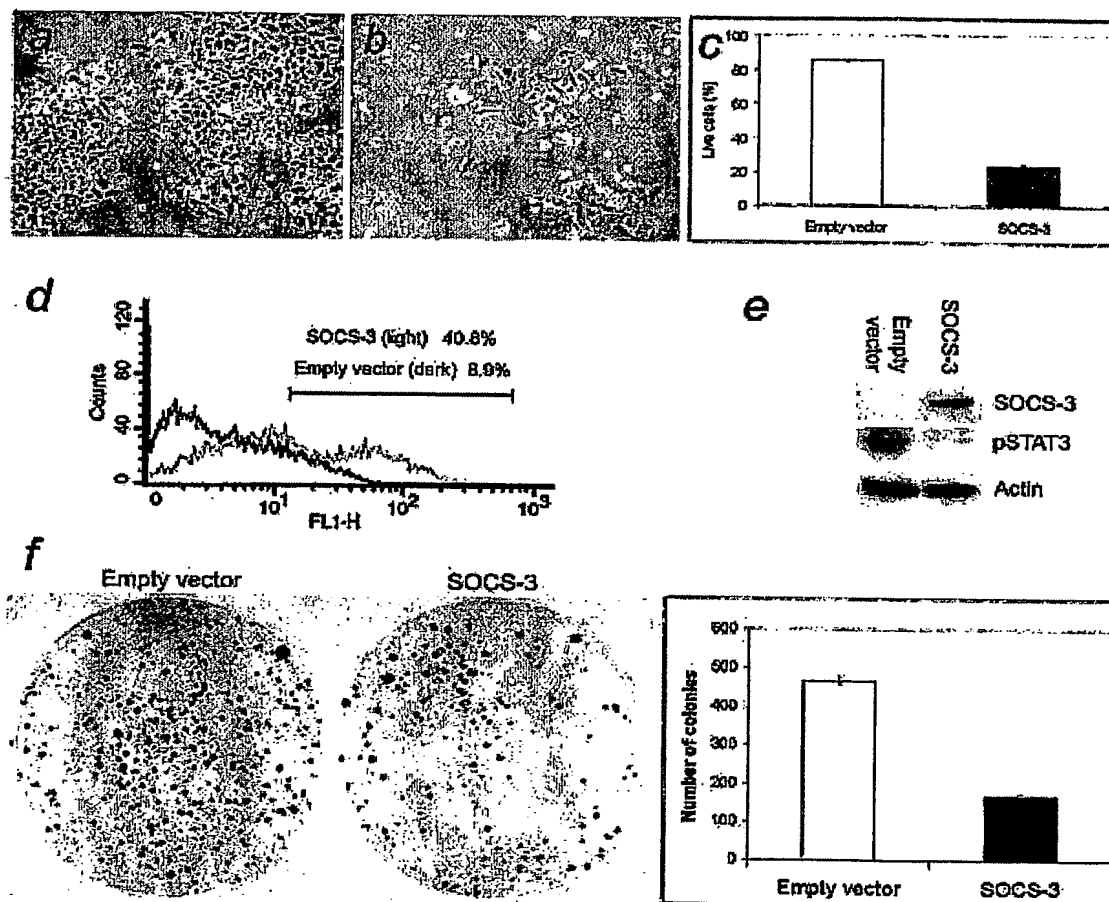 a
b
c
100
80
60
40
20
0
Live cells (%)
Empty vector
SOCS-3
d
120
80
40
0
Counts
SOCS-3 (light) 40.8%
Empty vector (dark) 8.9%
0
10¹
10²
10³
FL1-H
e
Empty
vector
SOCS-3
SOCS-3
pSTAT3
Actin
f
Empty vector
SOCS-3
600
500
400
300
200
100
0
Number of colonies
Empty vector
SOCS-3